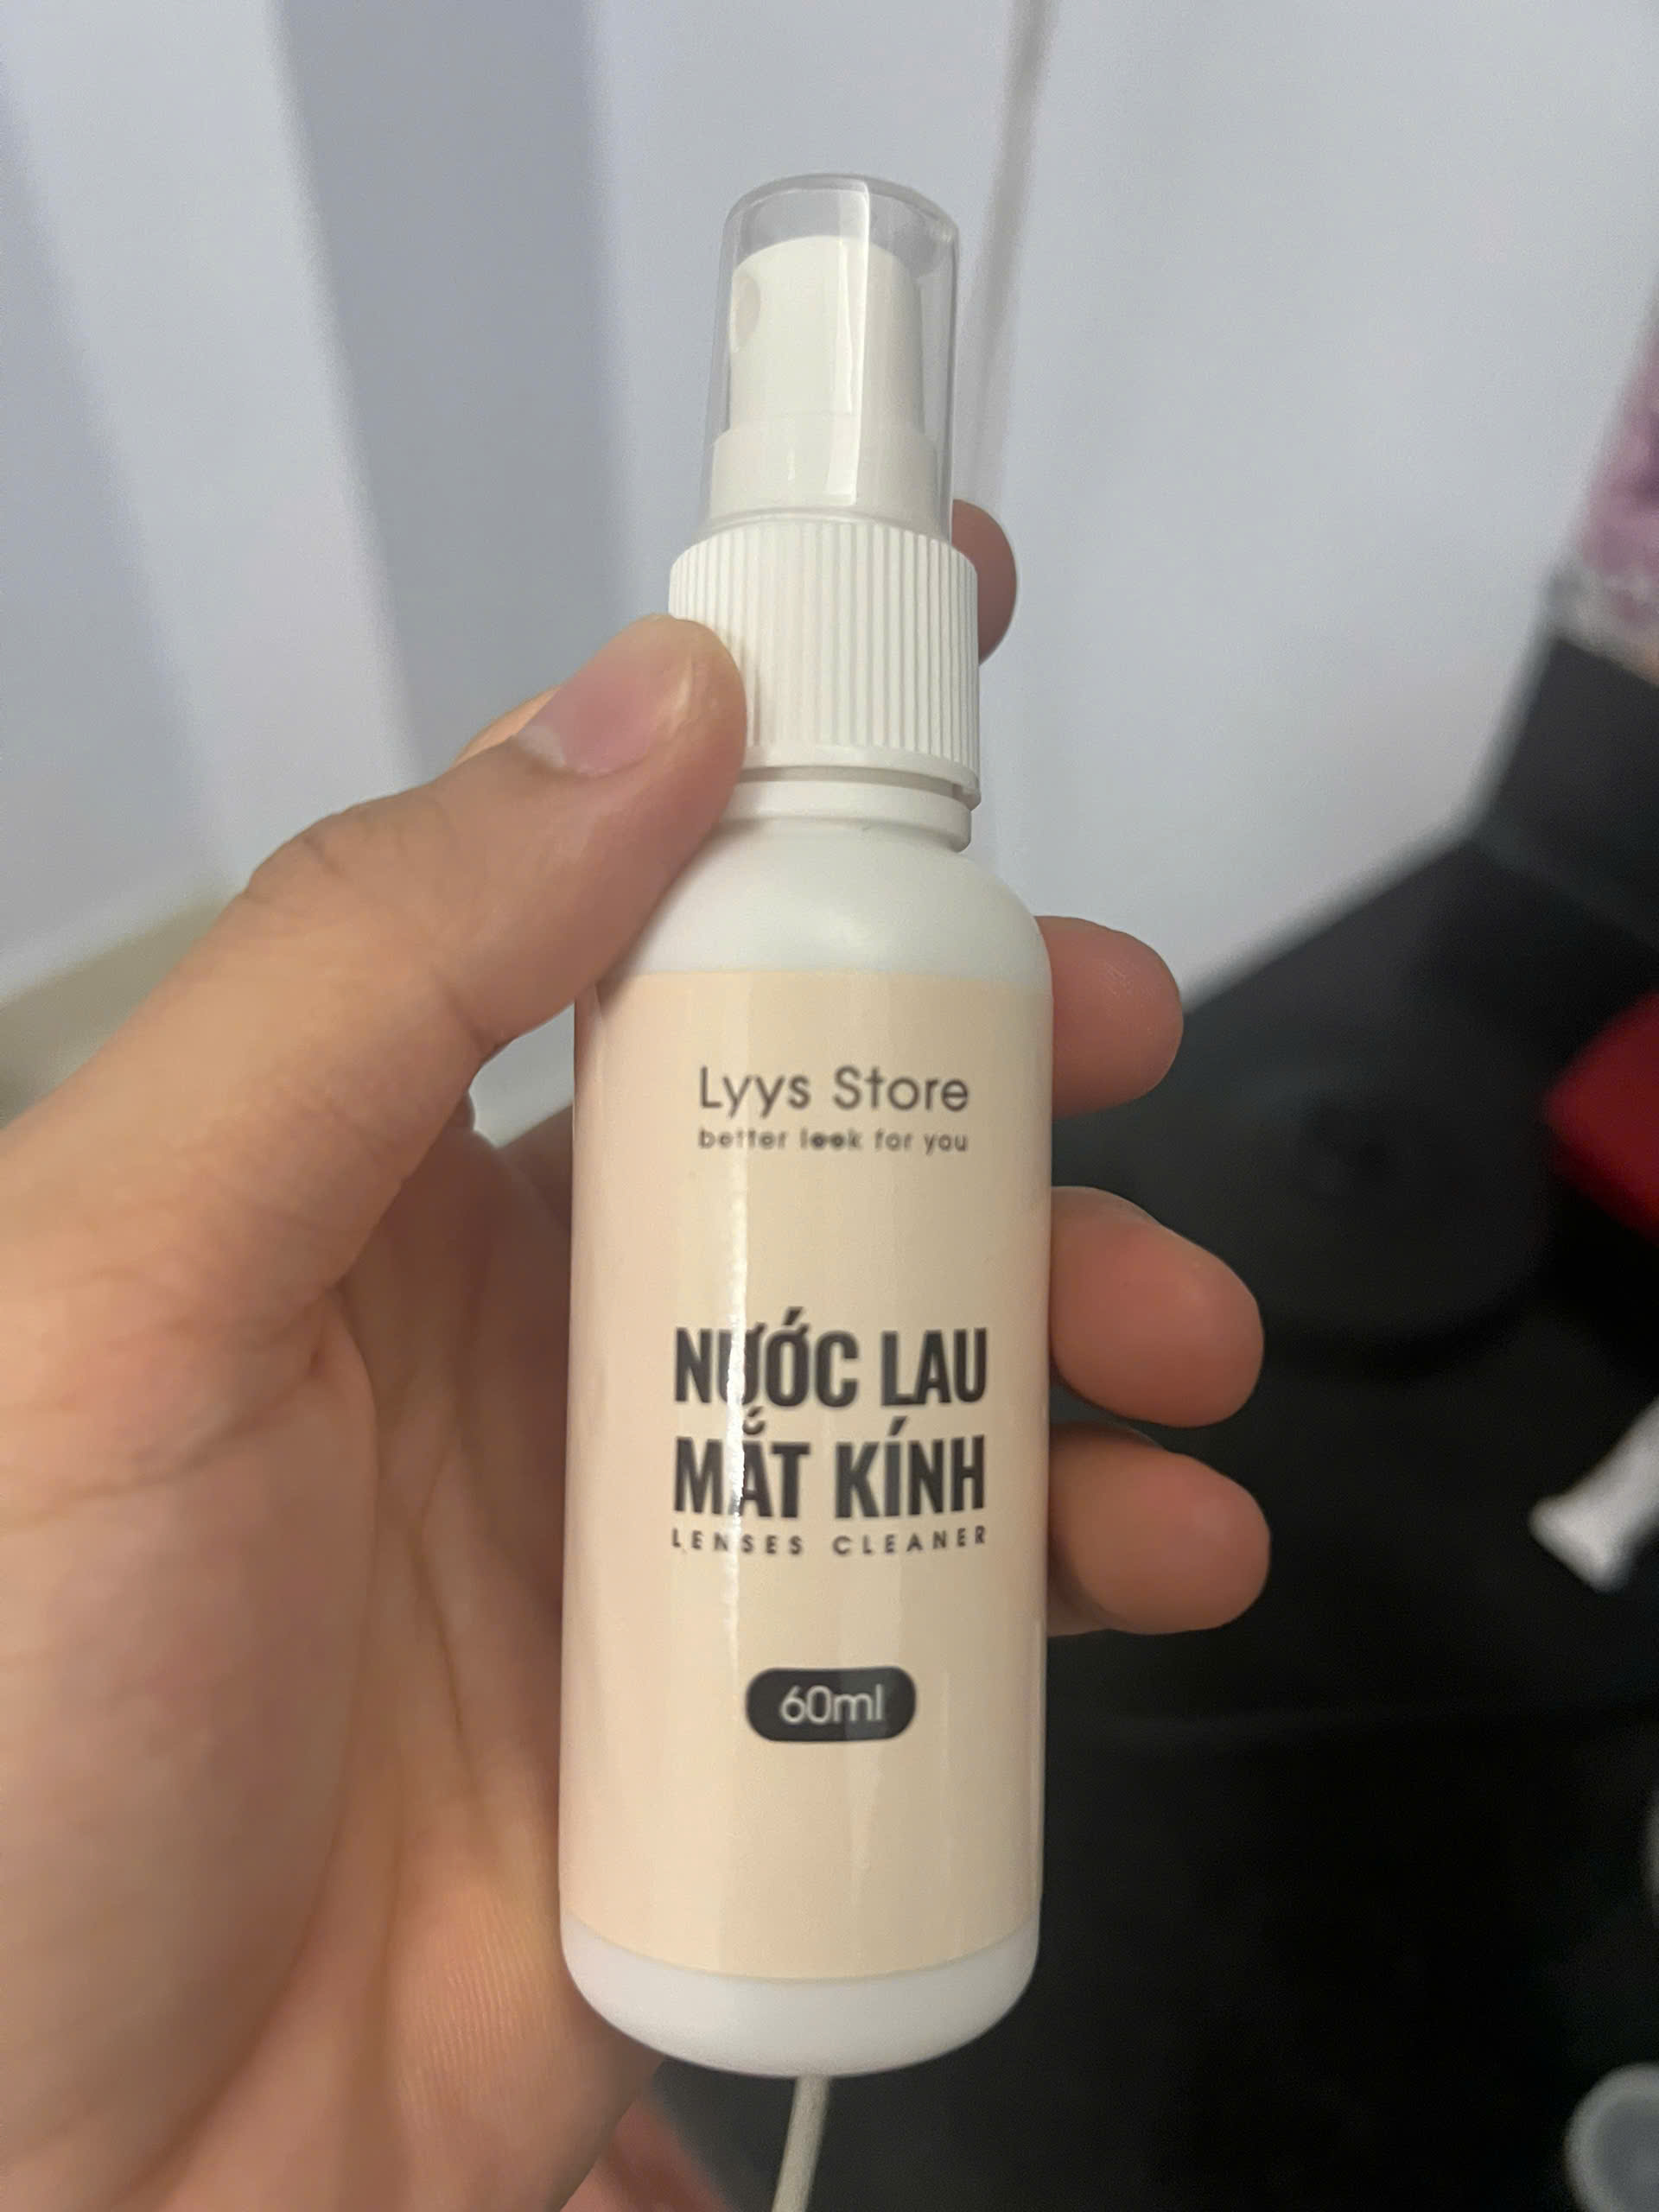 Lyys Store
better look for you
NƯỚC LAU
MẮT KÍNH
LENSES CLEANER
60ml